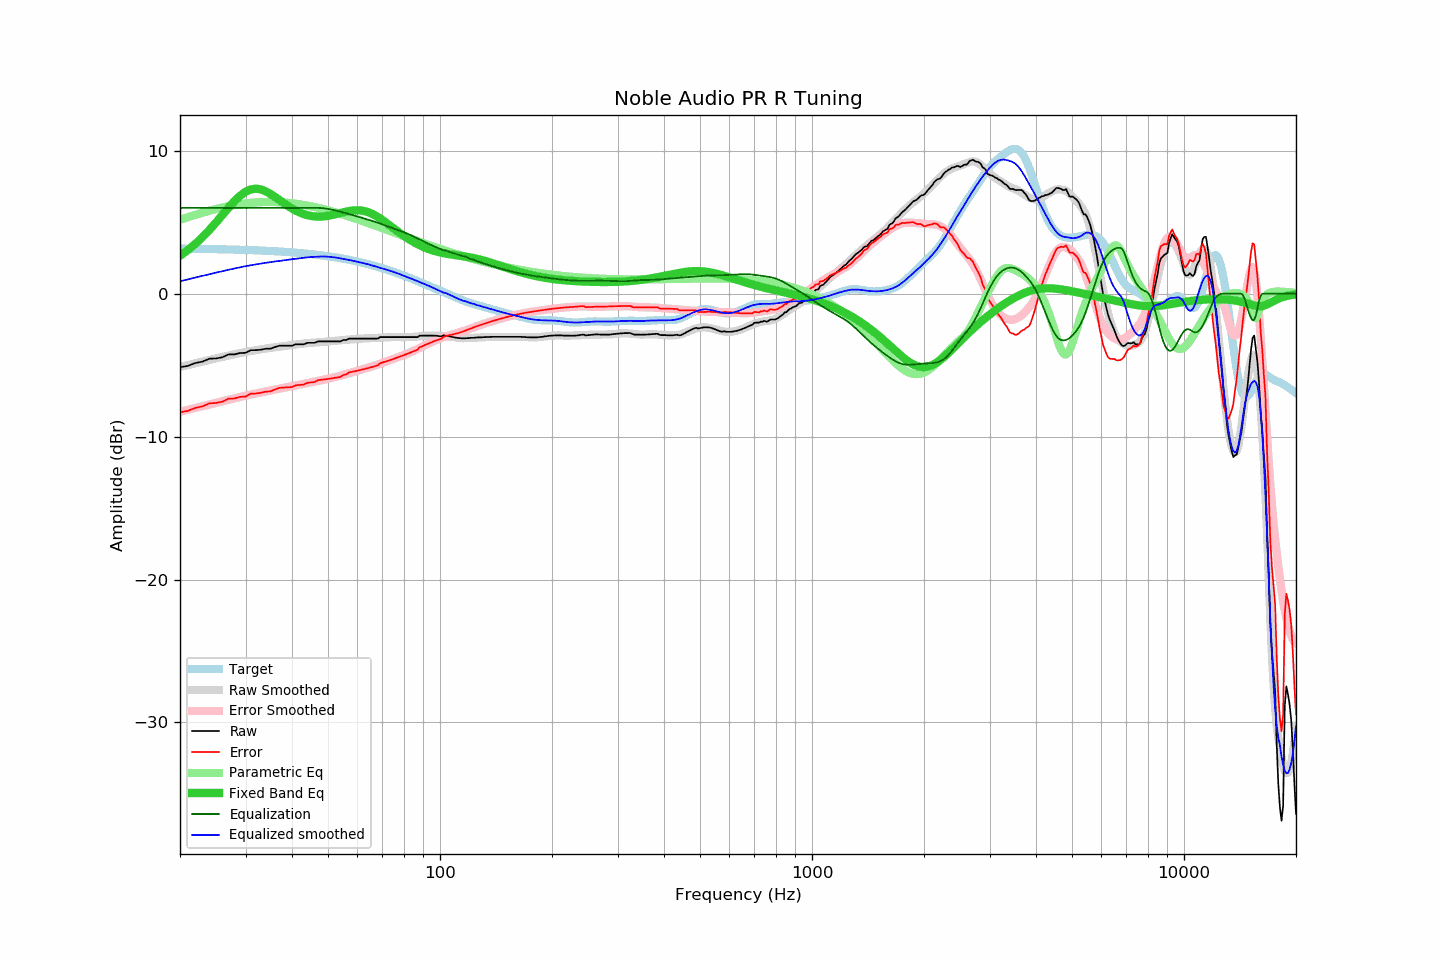 Noble Audio PR R Tuning
10
0
−10
−20
−30
Amplitude (dBr)
100
1000
10000
Frequency (Hz)
Target
Raw Smoothed
Error Smoothed
Raw
Error
Parametric Eq
Fixed Band Eq
Equalization
Equalized smoothed